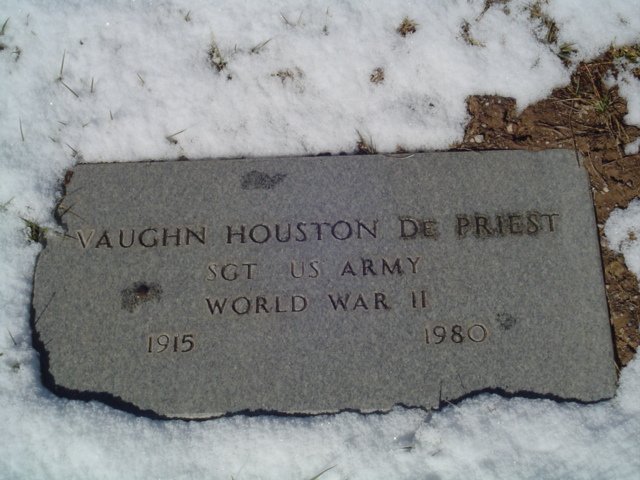 VAUGHN HOUSTON DE PRIEST
SGT US ARMY
WORLD WAR II
1915 1980